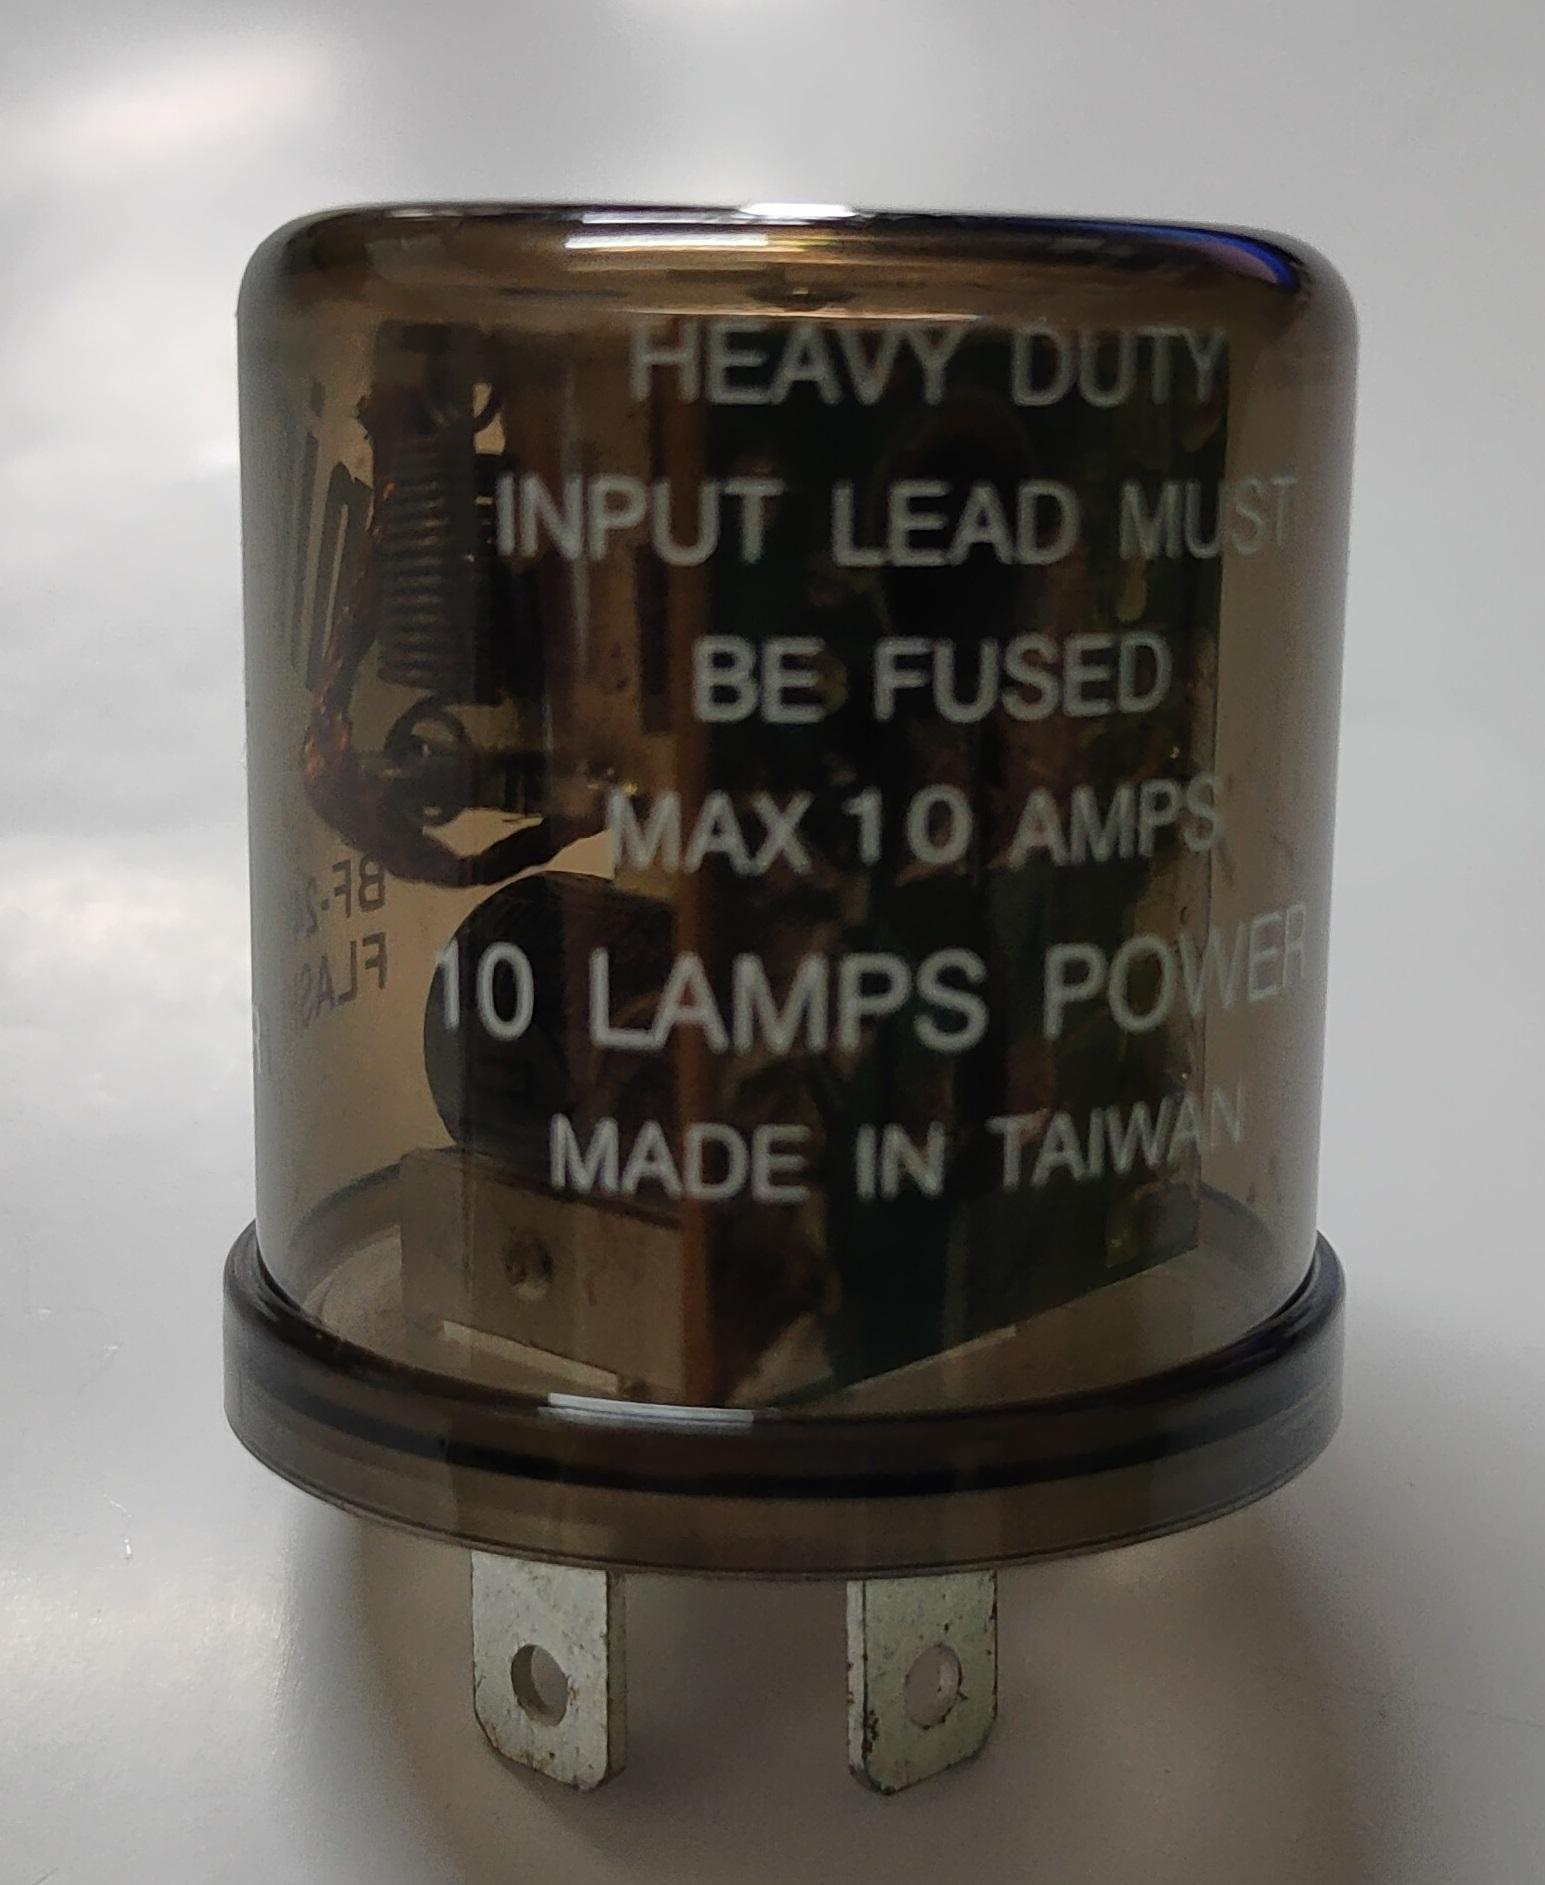 HEAVY DUTY
INPUT LEAD MUST
BE FUSED
MAX 10 AMPS
10 LAMPS POWER
MADE IN TAIWAN